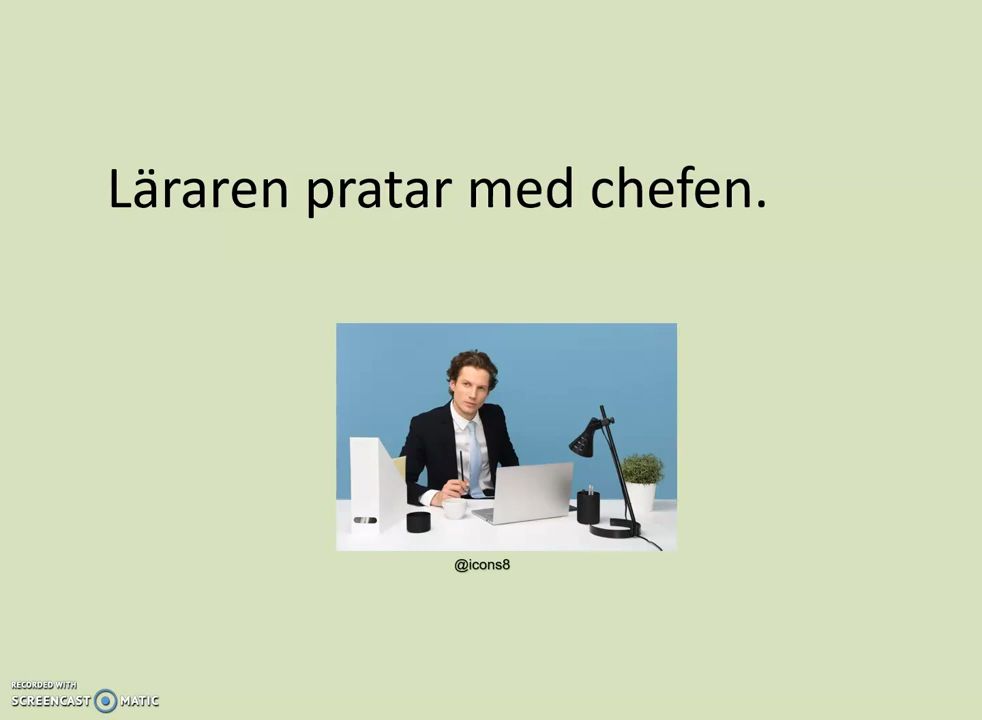 Läraren pratar med chefen.
@icons8
RECORDED WITH
SCREENCAST MATIC